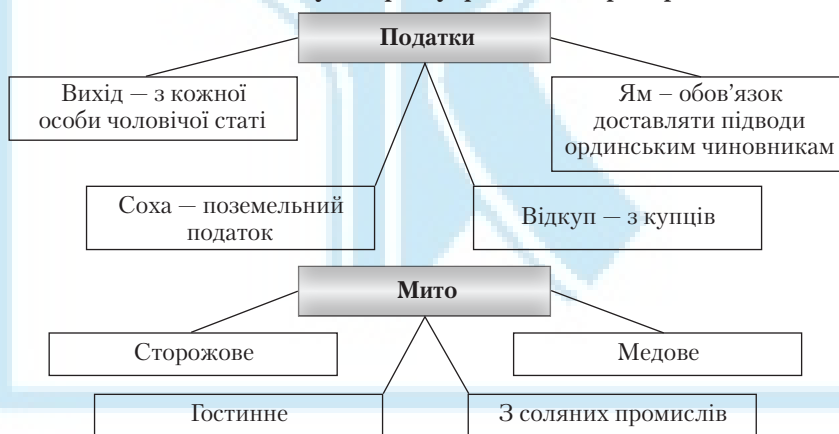 Податки
Вихід — з кожної
особи чоловічої статі
Ям – обов’язок
доставляти підводи
ординським чиновникам
Соха — поземельний
податок
Відкуп — з купців
Мито
Сторожове
Медове
Гостинне
З соляних промислів